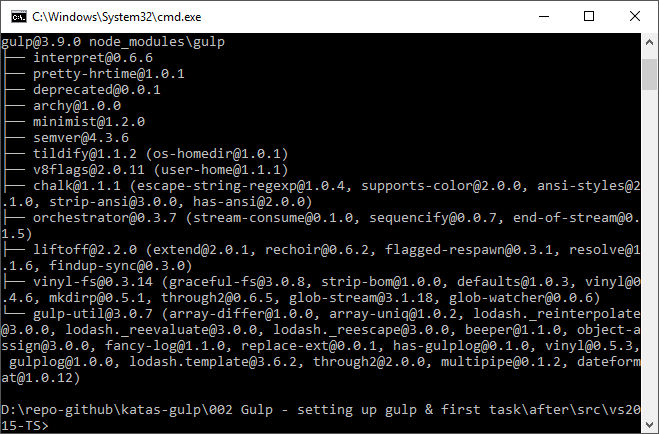 C:\Windows\System32\cmd.exe
gulp@3.9.0 node_modules\gulp
├── interpret@0.6.6
├── pretty-hrtime@1.0.1
├── deprecated@0.0.1
├── archy@1.0.0
├── minimist@1.2.0
├── semver@4.3.6
├── tildify@1.1.2 (os-homedir@1.0.1)
├── v8flags@2.0.11 (user-home@1.1.1)
├── chalk@1.1.1 (escape-string-regexp@1.0.4, supports-color@2.0.0, ansi-styles@2
.1.0, strip-ansi@3.0.0, has-ansi@2.0.0)
├── orchestrator@0.3.7 (stream-consume@0.1.0, sequencify@0.0.7, end-of-stream@0.
1.5)
├── liftoff@2.2.0 (extend@2.0.1, rechoir@0.6.2, flagged-respawn@0.3.1, resolve@1
.1.6, findup-sync@0.3.0)
├── vinyl-fs@0.3.14 (graceful-fs@3.0.8, strip-bom@1.0.0, defaults@1.0.3, vinyl@0
.4.6, mkdirp@0.5.1, through2@0.6.5, glob-stream@3.1.18, glob-watcher@0.0.6)
└── gulp-util@3.0.7 (array-differ@1.0.0, array-uniq@1.0.2, lodash._reinterpolate
@3.0.0, lodash._reevaluate@3.0.0, lodash._reescape@3.0.0, beeper@1.1.0, object-a
ssign@3.0.0, fancy-log@1.1.0, replace-ext@0.0.1, has-gulplog@0.1.0, vinyl@0.5.3,
 gulplog@1.0.0, lodash.template@3.6.2, through2@2.0.0, multipipe@0.1.2, dateform
at@1.0.12)
D:\repo-github\katas-gulp\002 Gulp - setting up gulp & first task\after\src\vs20
15-TS>